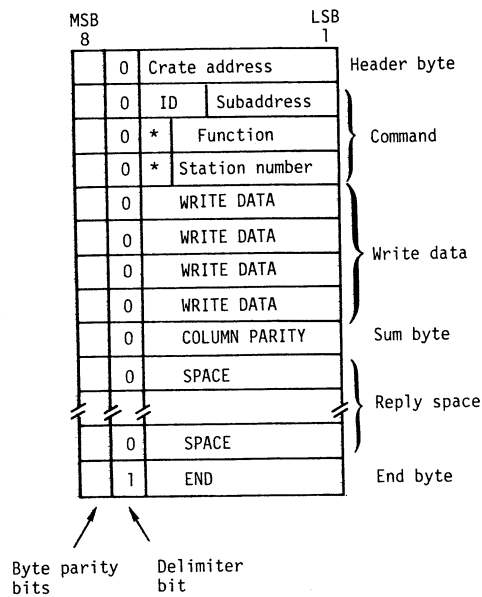 MSB LSB
8 1
0 Crate address Header byte
0 ID Subaddress
0 * Function Command
0 * Station number
0 WRITE DATA
0 WRITE DATA
0 WRITE DATA Write data
0 WRITE DATA
0 COLUMN PARITY Sum byte
0 SPACE
Reply space
0 SPACE
1 END End byte
Byte parity Delimiter
bits bit